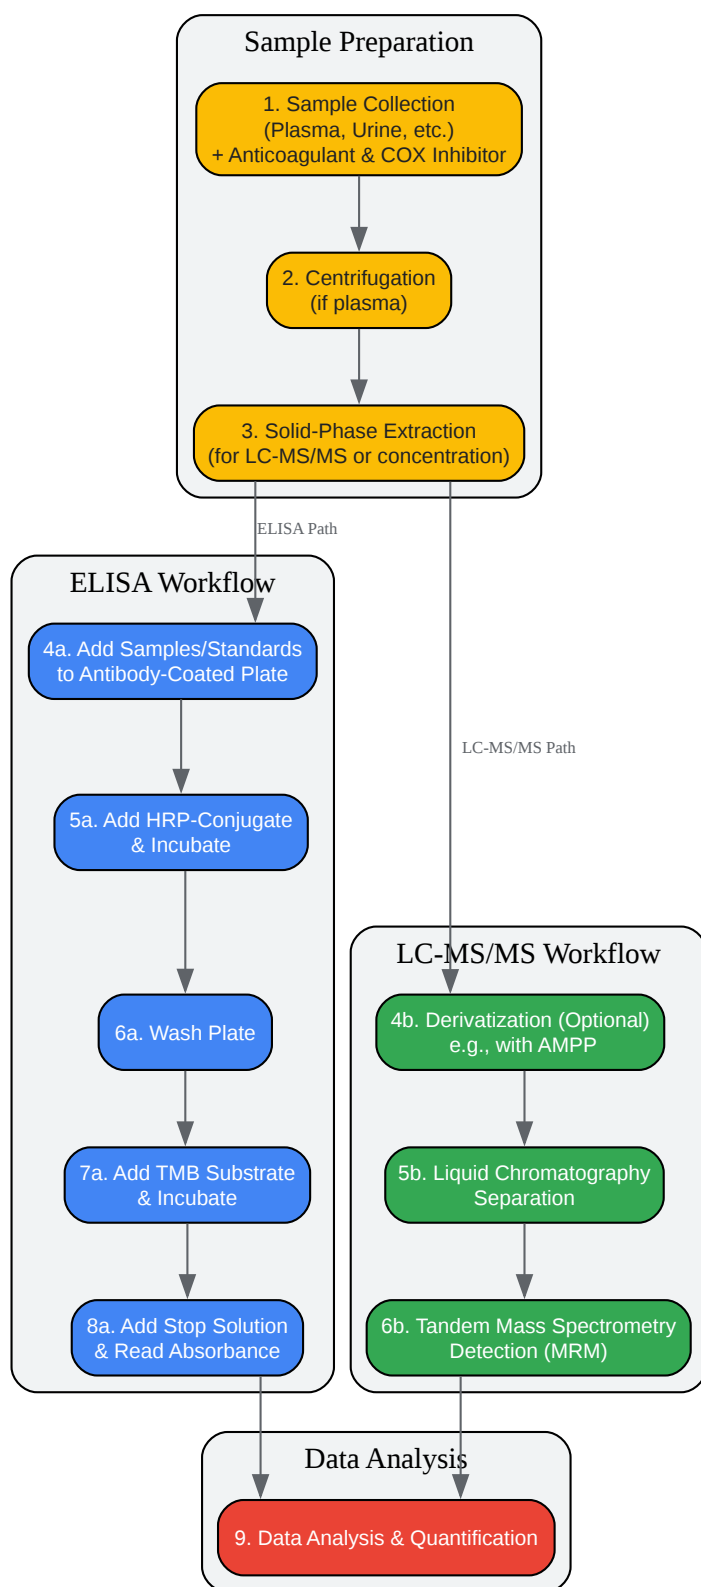 Sample Preparation
1. Sample Collection
(Plasma, Urine, etc.)
+ Anticoagulant & COX Inhibitor
2. Centrifugation
(if plasma)
3. Solid-Phase Extraction
(for LC-MS/MS or concentration)
ELISA Path
ELISA Workflow
4a. Add Samples/Standards
to Antibody-Coated Plate
5a. Add HRP-Conjugate
& Incubate
6a. Wash Plate
7a. Add TMB Substrate
& Incubate
8a. Add Stop Solution
& Read Absorbance
LC-MS/MS Path
LC-MS/MS Workflow
4b. Derivatization (Optional)
e.g., with AMPP
5b. Liquid Chromatography
Separation
6b. Tandem Mass Spectrometry
Detection (MRM)
Data Analysis
9. Data Analysis & Quantification